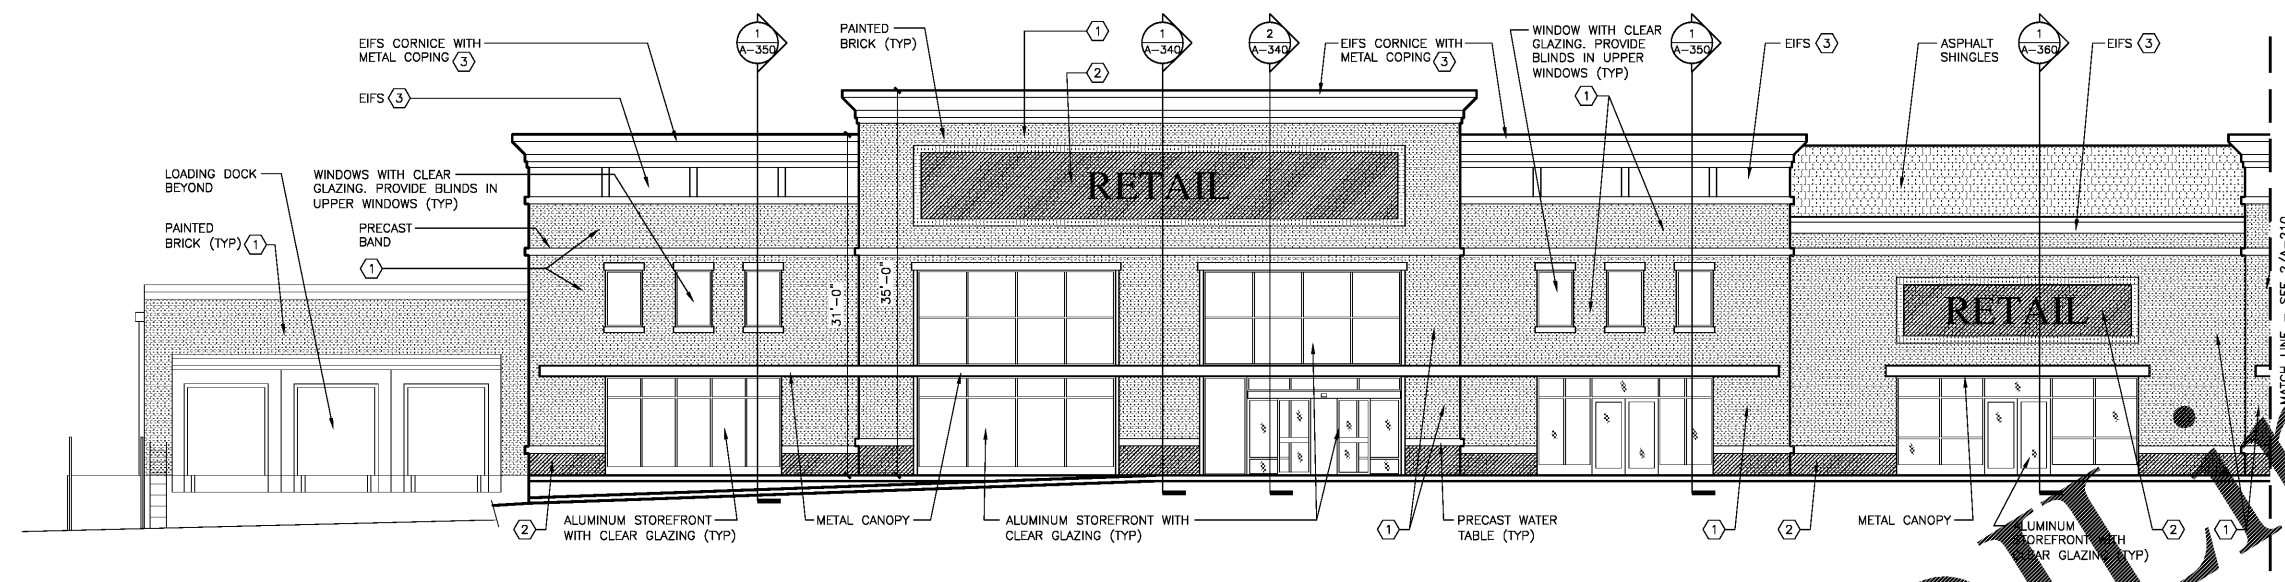 1
A-350
PAINTED
BRICK (TYP)
1
2
1
A-340
2
A-340
EIFS CORNICE WITH
METAL COPING 3
EIFS 3
EIFS CORNICE WITH
METAL COPING 3
WINDOW WITH CLEAR
GLAZING. PROVIDE
BLINDS IN UPPER
WINDOWS (TYP)
1
1
A-350
EIFS 3
ASPHALT
SHINGLES
1
A-360
EIFS 3
LOADING DOCK
BEYOND
WINDOWS WITH CLEAR
GLAZING. PROVIDE BLINDS IN
UPPER WINDOWS (TYP)
PAINTED
BRICK (TYP) 1
PRECAST
BAND
1
RETAIL
31'-0"
35'-0"
RETAIL
MATCH LINE - SEE 2/A-210
2
ALUMINUM STOREFRONT
WITH CLEAR GLAZING (TYP)
METAL CANOPY
ALUMINUM STOREFRONT WITH
CLEAR GLAZING (TYP)
1
PRECAST WATER
TABLE (TYP)
1
2
METAL CANOPY
ALUMINUM
STOREFRONT WITH
CLEAR GLAZING (TYP)
2
1